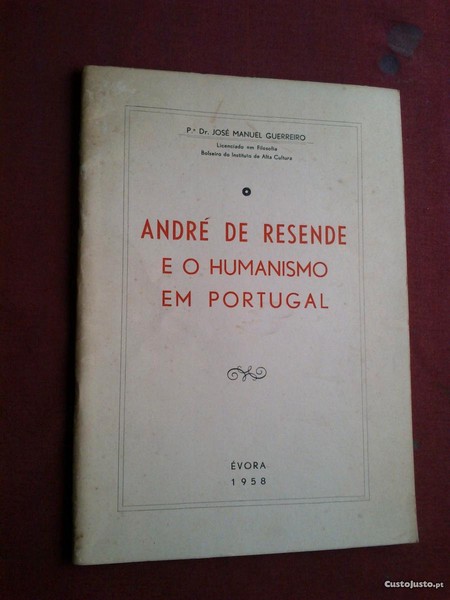 P.e Dr. JOSÉ MANUEL GUERREIRO
Licenciado em Filosofia
Bolseiro do Instituto de Alta Cultura
ANDRÉ DE RESENDE
E O HUMANISMO
EM PORTUGAL
ÉVORA
1958
CustoJusto.pt